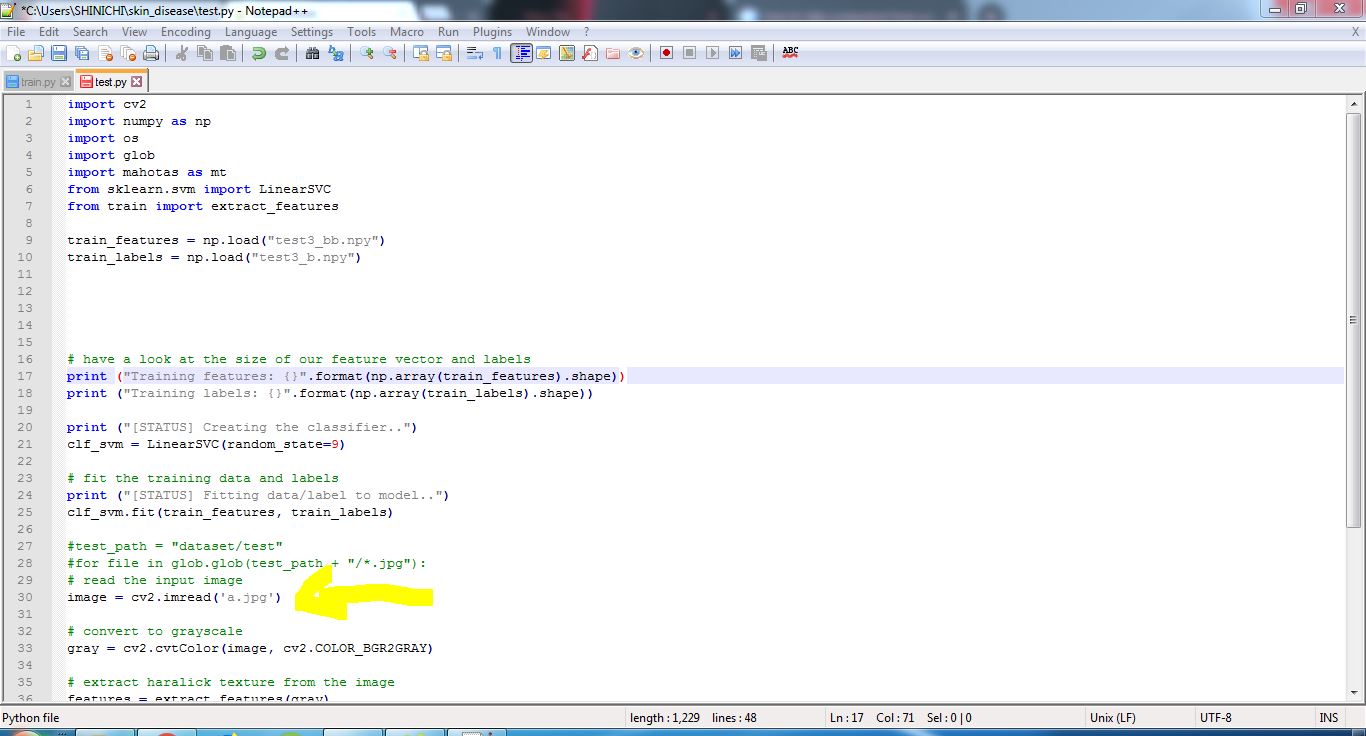 *C:\Users\SHINICHI\skin_disease\test.py - Notepad++
File Edit Search View Encoding Language Settings Tools Macro Run Plugins Window ? X
ABC
train.py test.py
1 import cv2
2 import numpy as np
3 import os
4 import glob
5 import mahotas as mt
6 from sklearn.svm import LinearSVC
7 from train import extract_features
8
9 train_features = np.load("test3_bb.npy")
10 train_labels = np.load("test3_b.npy")
11
12
13
14
15
16 # have a look at the size of our feature vector and labels
17 print ("Training features: {}".format(np.array(train_features).shape))
18 print ("Training labels: {}".format(np.array(train_labels).shape))
19
20 print ("[STATUS] Creating the classifier..")
21 clf_svm = LinearSVC(random_state=9)
22
23 # fit the training data and labels
24 print ("[STATUS] Fitting data/label to model..")
25 clf_svm.fit(train_features, train_labels)
26
27 #test_path = "dataset/test"
28 #for file in glob.glob(test_path + "/*.jpg"):
29 # read the input image
30 image = cv2.imread('a.jpg')
31
32 # convert to grayscale
33 gray = cv2.cvtColor(image, cv2.COLOR_BGR2GRAY)
34
35 # extract haralick texture from the image
36 features = extract_features(gray)
Python file length : 1,229 lines : 48 Ln : 17 Col : 71 Sel : 0 | 0 Unix (LF) UTF-8 INS